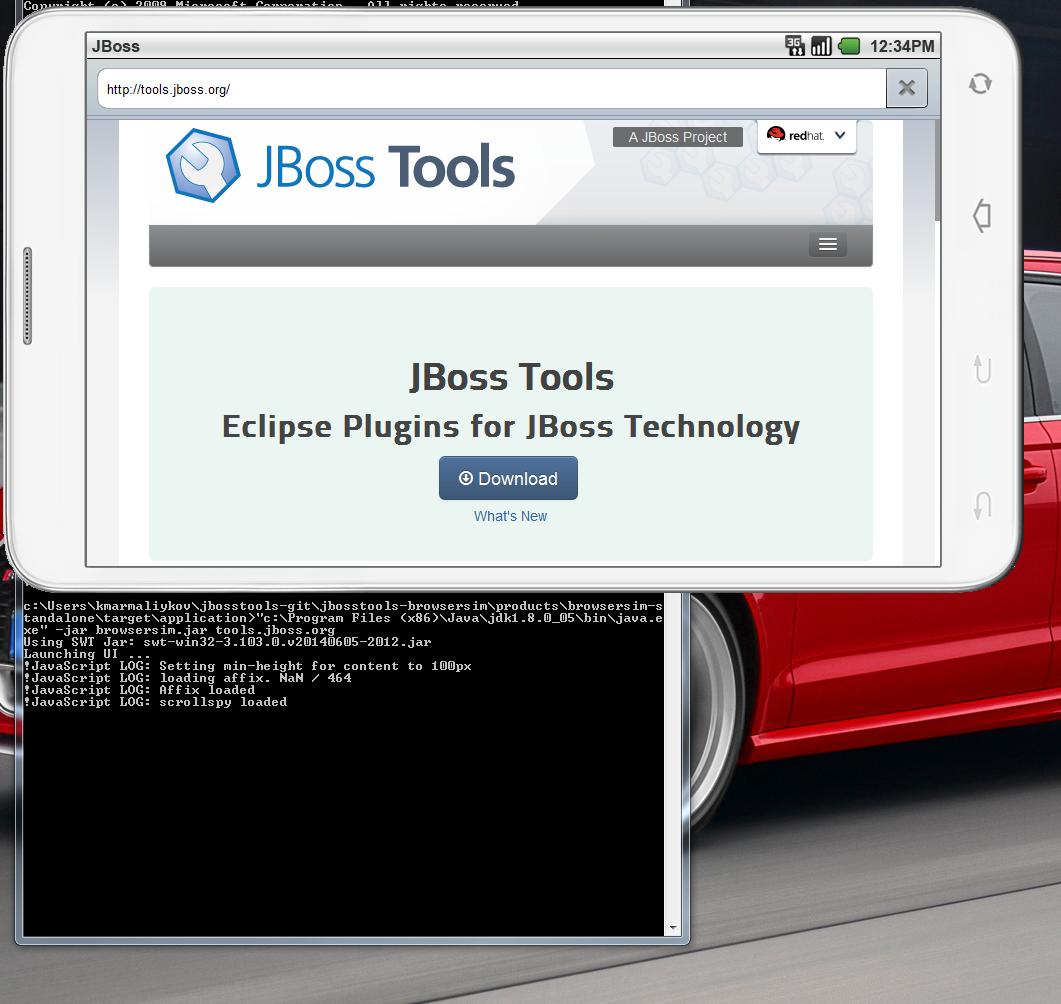 Copyright (c) 2009 Microsoft Corporation. All rights reserved.
JBoss
3G
12:34PM
http://tools.jboss.org/
JBoss Tools
A JBoss Project
redhat.
JBoss Tools
Eclipse Plugins for JBoss Technology
Download
What's New
c:\Users\kmarmaliykov\jbosstools-git\jbosstools-browsersim\products\browsersim-s
tandalone\target\application>"c:\Program Files (x86)\Java\jdk1.8.0_05\bin\java.e
xe" -jar browsersim.jar tools.jboss.org
Using SWT Jar: swt-win32-3.103.0.v20140605-2012.jar
Launching UI ...
!JavaScript LOG: Setting min-height for content to 100px
!JavaScript LOG: loading affix. NaN / 464
!JavaScript LOG: Affix loaded
!JavaScript LOG: scrollspy loaded